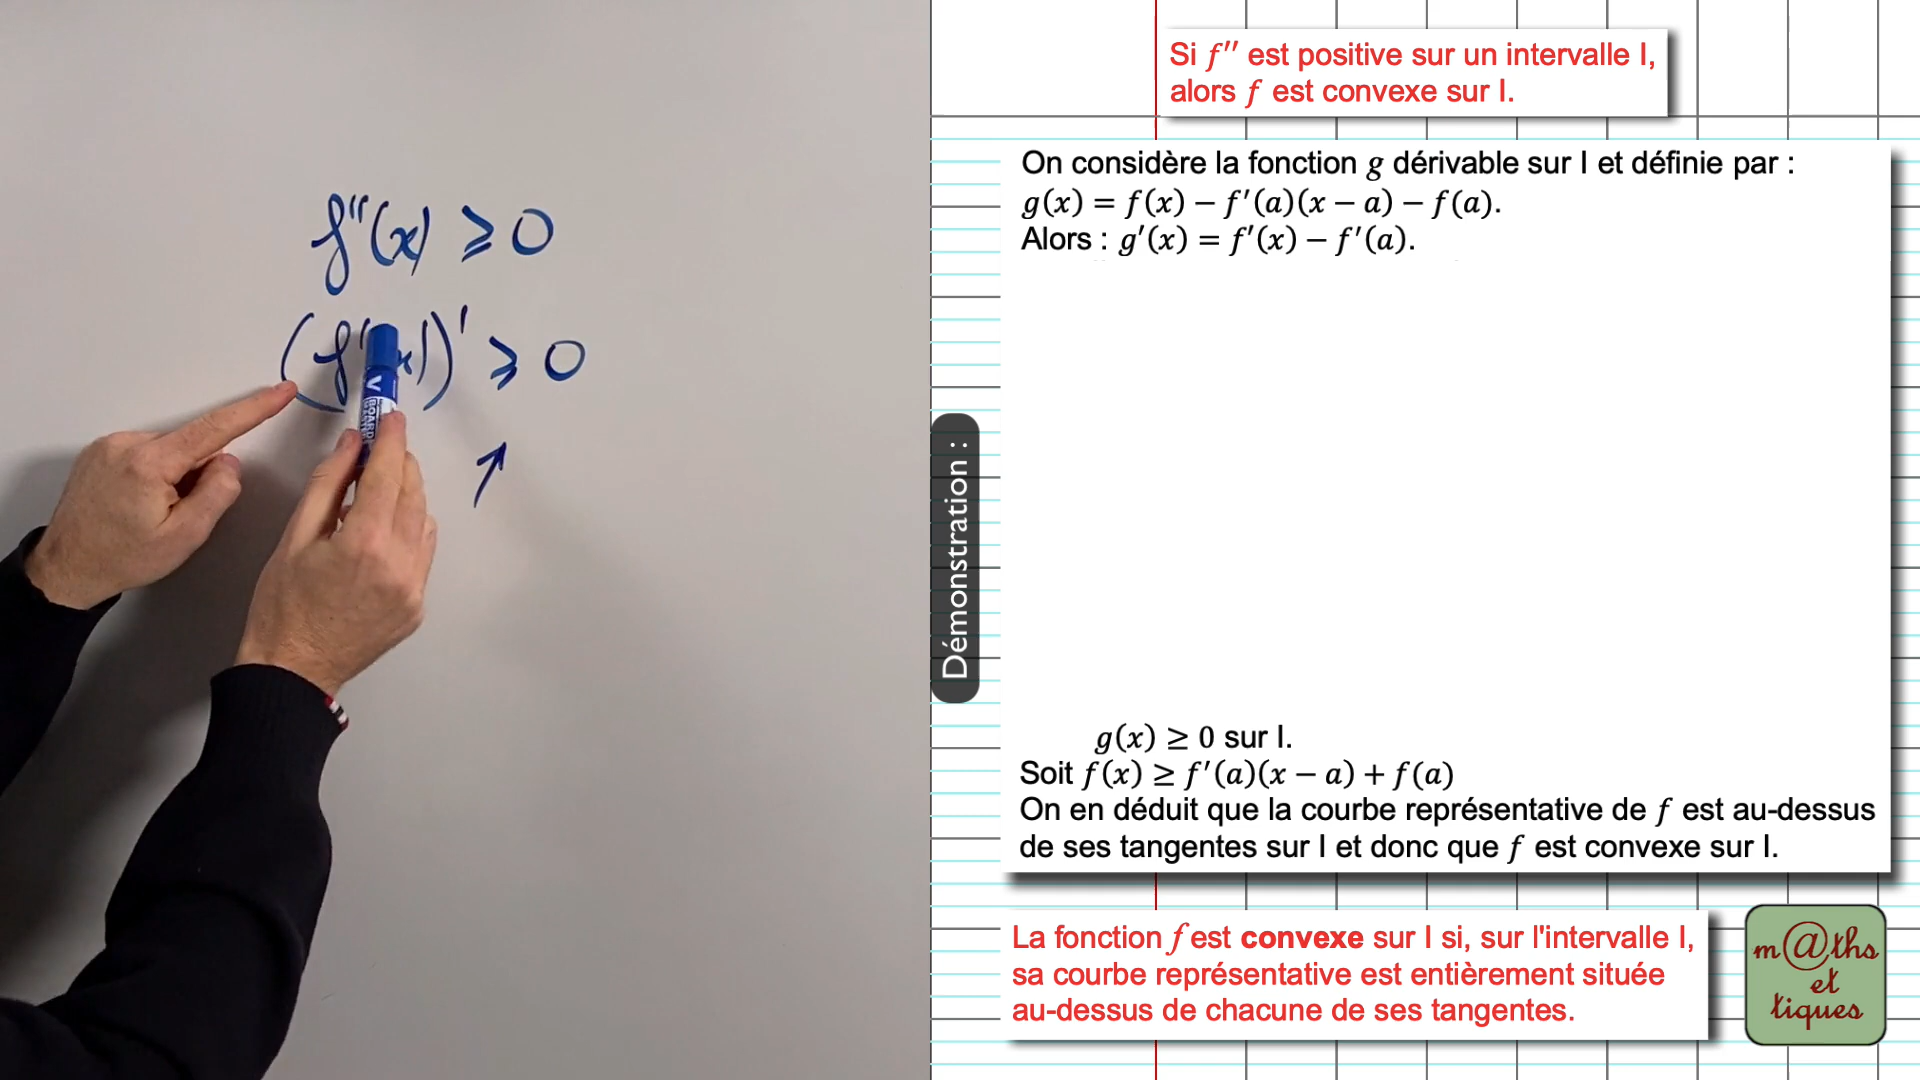 f''(x) ⩾ 0
(f'(x))' ⩾ 0
↗
Si f'' est positive sur un intervalle I,
alors f est convexe sur I.
On considère la fonction g dérivable sur I et définie par :
g(x) = f(x) − f'(a)(x − a) − f(a).
Alors : g'(x) = f'(x) − f'(a).
Démonstration :
g(x) ≥ 0 sur I.
Soit f(x) ≥ f'(a)(x − a) + f(a)
On en déduit que la courbe représentative de f est au-dessus
de ses tangentes sur I et donc que f est convexe sur I.
La fonction f est convexe sur I si, sur l'intervalle I,
sa courbe représentative est entièrement située
au-dessus de chacune de ses tangentes.
m@ths
et
tiques
V
BOARD